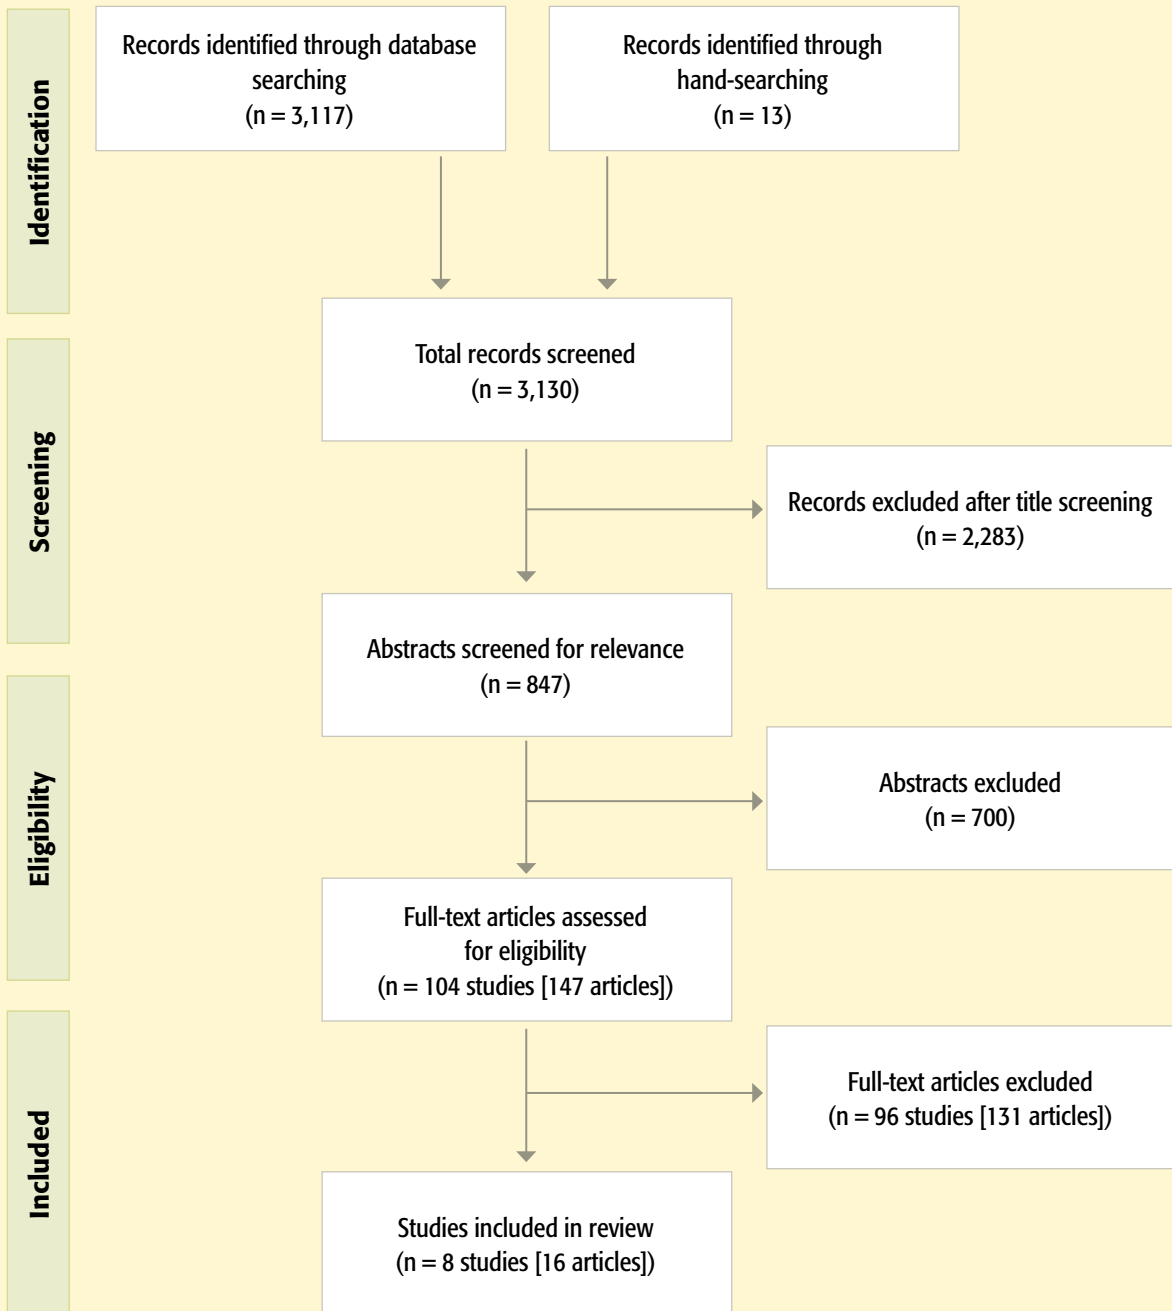 Identification
Records identified through database
searching
(n = 3,117)
Records identified through
hand-searching
(n = 13)
Screening
Total records screened
(n = 3,130)
Records excluded after title screening
(n = 2,283)
Abstracts screened for relevance
(n = 847)
Eligibility
Abstracts excluded
(n = 700)
Full-text articles assessed
for eligibility
(n = 104 studies [147 articles])
Included
Full-text articles excluded
(n = 96 studies [131 articles])
Studies included in review
(n = 8 studies [16 articles])